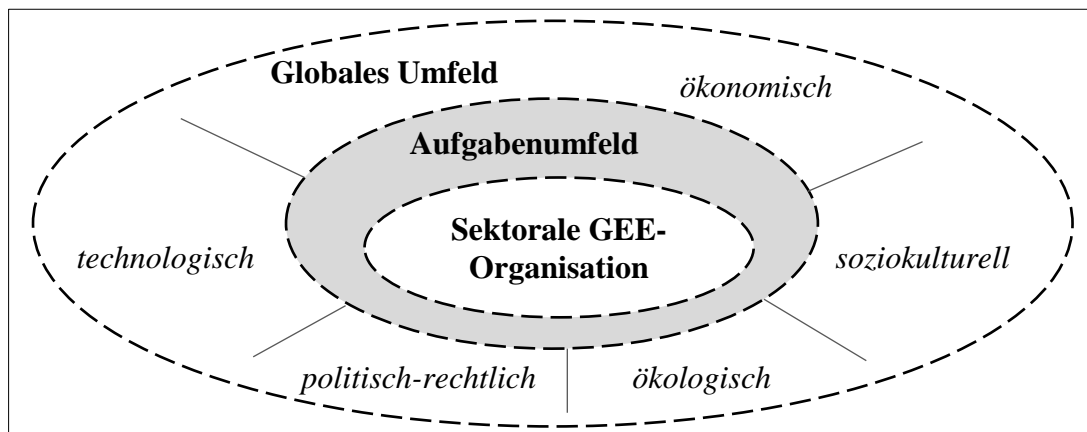 Globales Umfeld
ökonomisch
Aufgabenumfeld
Sektorale GEE-
Organisation
technologisch
soziokulturell
politisch-rechtlich
ökologisch